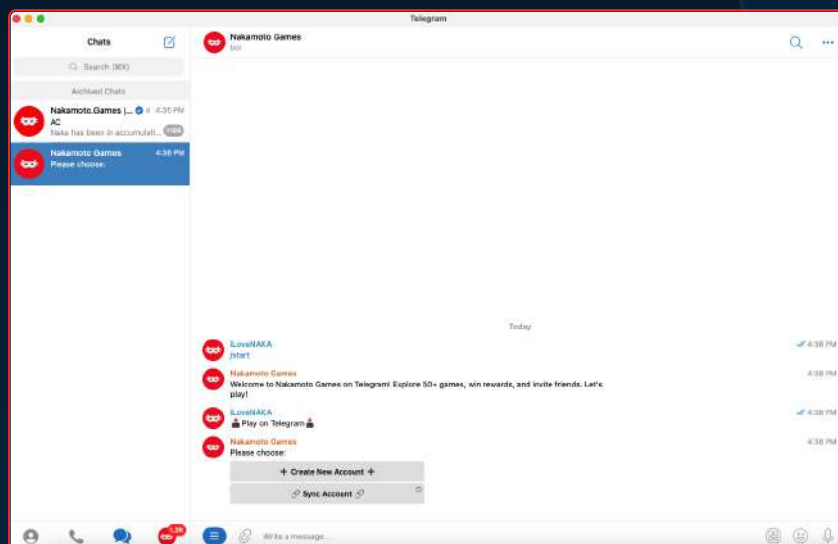 Telegram
Chats
Search (⌘K)
Archived Chats
Nakamoto.Games |... 4:35 PM
AC
Naka has been in accumulati...
Nakamoto Games 4:38 PM
Please choose:
Nakamoto Games
bot
Today
iLoveNAKA 4:38 PM
/start
Nakamoto Games 4:38 PM
Welcome to Nakamoto Games on Telegram! Explore 50+ games, win rewards, and invite friends. Let's
play!
iLoveNAKA 4:38 PM
Play on Telegram
Nakamoto Games 4:38 PM
Please choose:
+ Create New Account +
Sync Account
1.2K
Write a message...